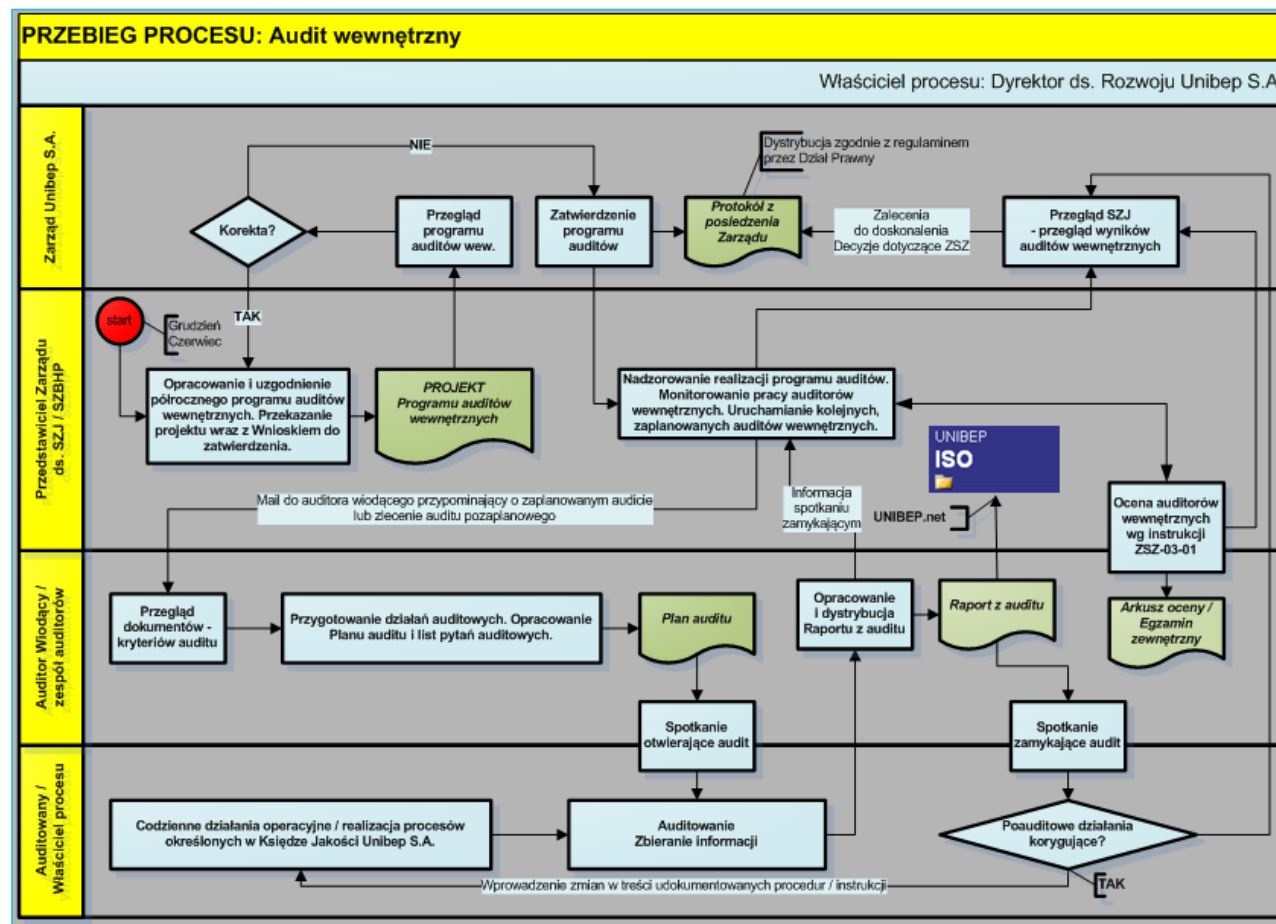 PRZEBIEG PROCESU: Audit wewnętrzny
Właściciel procesu: Dyrektor ds. Rozwoju Unibep S.A
Zarząd Unibep S.A.
NIE
Korekta?
Przegląd
programu
auditów wew.
Zatwierdzenie
programu
auditów
Dystrybucja zgodnie z regulaminem
przez Dział Prawny
Protokół z
posiedzenia
Zarządu
Zalecenia
do doskonalenia
Decyzje dotyczące ZSZ
Przegląd SZJ
- przegląd wyników
auditów wewnętrznych
Przedstawiciel Zarządu
ds. SZJ / SZBHP
start
Grudzień
Czerwiec
TAK
Opracowanie i uzgodnienie
półrocznego programu auditów
wewnętrznych. Przekazanie
projektu wraz z Wnioskiem do
zatwierdzenia.
PROJEKT
Programu auditów
wewnętrznych
Nadzorowanie realizacji programu auditów.
Monitorowanie pracy auditorów
wewnętrznych. Uruchamianie kolejnych,
zaplanowanych auditów wewnętrznych.
UNIBEP
ISO
UNIBEP.net
Mail do auditora wiodącego przypominający o zaplanowanym audicie
lub zlecenie auditu pozaplanowego
Informacja
spotkaniu
zamykającym
Ocena auditorów
wewnętrznych
wg instrukcji
ZSZ-03-01
Auditor Wiodący /
zespół auditorów
Przegląd
dokumentów -
kryteriów auditu
Przygotowanie działań auditowych. Opracowanie
Planu auditu i list pytań auditowych.
Plan auditu
Opracowanie
i dystrybucja
Raportu z auditu
Raport z auditu
Arkusz oceny /
Egzamin
zewnętrzny
Spotkanie
otwierające audit
Spotkanie
zamykające audit
Auditowany /
Właściciel procesu
Codzienne działania operacyjne / realizacja procesów
określonych w Księdze Jakości Unibep S.A.
Auditowanie
Zbieranie informacji
Poauditowe działania
korygujące?
TAK
Wprowadzenie zmian w treści udokumentowanych procedur / instrukcji